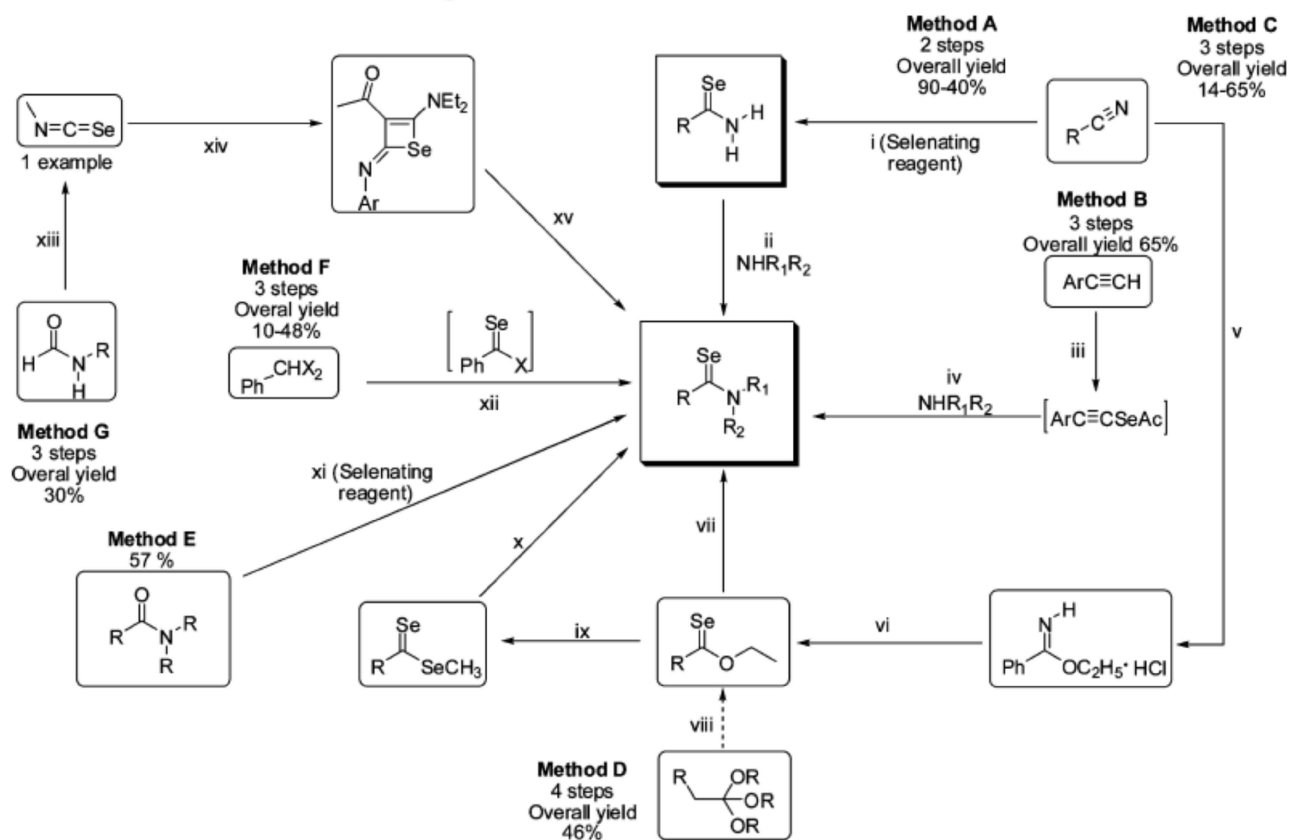 Method A
2 steps
Overall yield
90-40%
Method C
3 steps
Overall yield
14-65%
O
NEt₂
Se
N
Ar
N=C=Se
1 example
xiv
Se
R
N
H
H
i (Selenating
reagent)
R
C≡N
xiii
xv
ii
NHR₁R₂
Method B
3 steps
Overall yield 65%
ArC≡CH
v
Method F
3 steps
Overal yield
10-48%
Ph
CHX₂
Se
Ph
X
xii
O
H
N
R
H
Method G
3 steps
Overal yield
30%
Se
R
N
R₁
R₂
iii
iv
NHR₁R₂
[ArC≡CSeAc]
xi (Selenating
reagent)
x
vii
Method E
57 %
O
R
N
R
R
Se
R
SeCH₃
ix
Se
R
O
vi
N
H
Ph
OC₂H₅• HCl
viii
Method D
4 steps
Overall yield
46%
R
OR
OR
OR